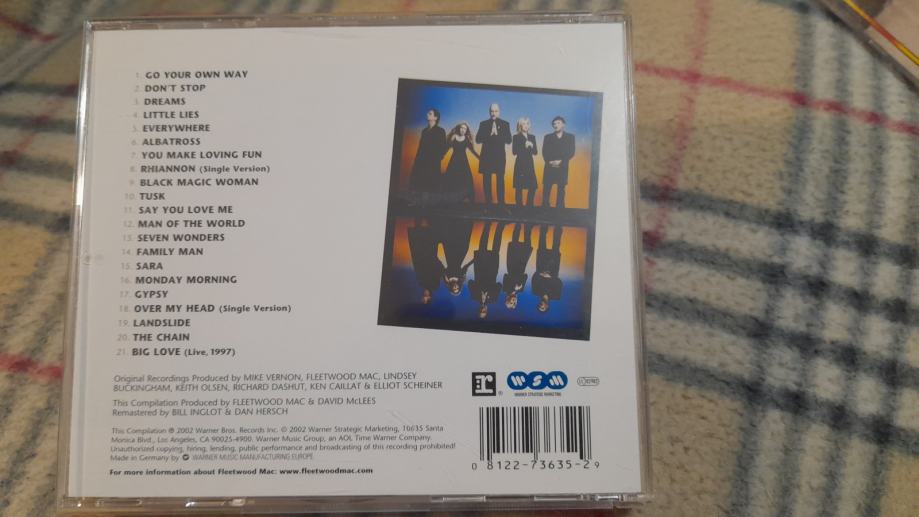 1. GO YOUR OWN WAY
2. DON'T STOP
3. DREAMS
4. LITTLE LIES
5. EVERYWHERE
6. ALBATROSS
7. YOU MAKE LOVING FUN
8. RHIANNON (Single Version)
9. BLACK MAGIC WOMAN
10. TUSK
11. SAY YOU LOVE ME
12. MAN OF THE WORLD
13. SEVEN WONDERS
14. FAMILY MAN
15. SARA
16. MONDAY MORNING
17. GYPSY
18. OVER MY HEAD (Single Version)
19. LANDSLIDE
20. THE CHAIN
21. BIG LOVE (Live, 1997)
Original Recordings Produced by MIKE VERNON, FLEETWOOD MAC, LINDSEY
BUCKINGHAM, KEITH OLSEN, RICHARD DASHUT, KEN CAILLAT & ELLIOT SCHEINER
This Compilation Produced by FLEETWOOD MAC & DAVID McLEES
Remastered by BILL INGLOT & DAN HERSCH
This Compilation ℗ 2002 Warner Bros. Records Inc. © 2002 Warner Strategic Marketing, 10635 Santa
Monica Blvd., Los Angeles, CA 90025-4900. Warner Music Group, an AOL Time Warner Company.
Unauthorized copying, hiring, lending, public performance and broadcasting of this recording prohibited!
Made in Germany by WARNER MUSIC MANUFACTURING EUROPE.
For more information about Fleetwood Mac: www.fleetwoodmac.com
r ®
WSM
WARNER STRATEGIC MARKETING
0 81227-3635-2 9